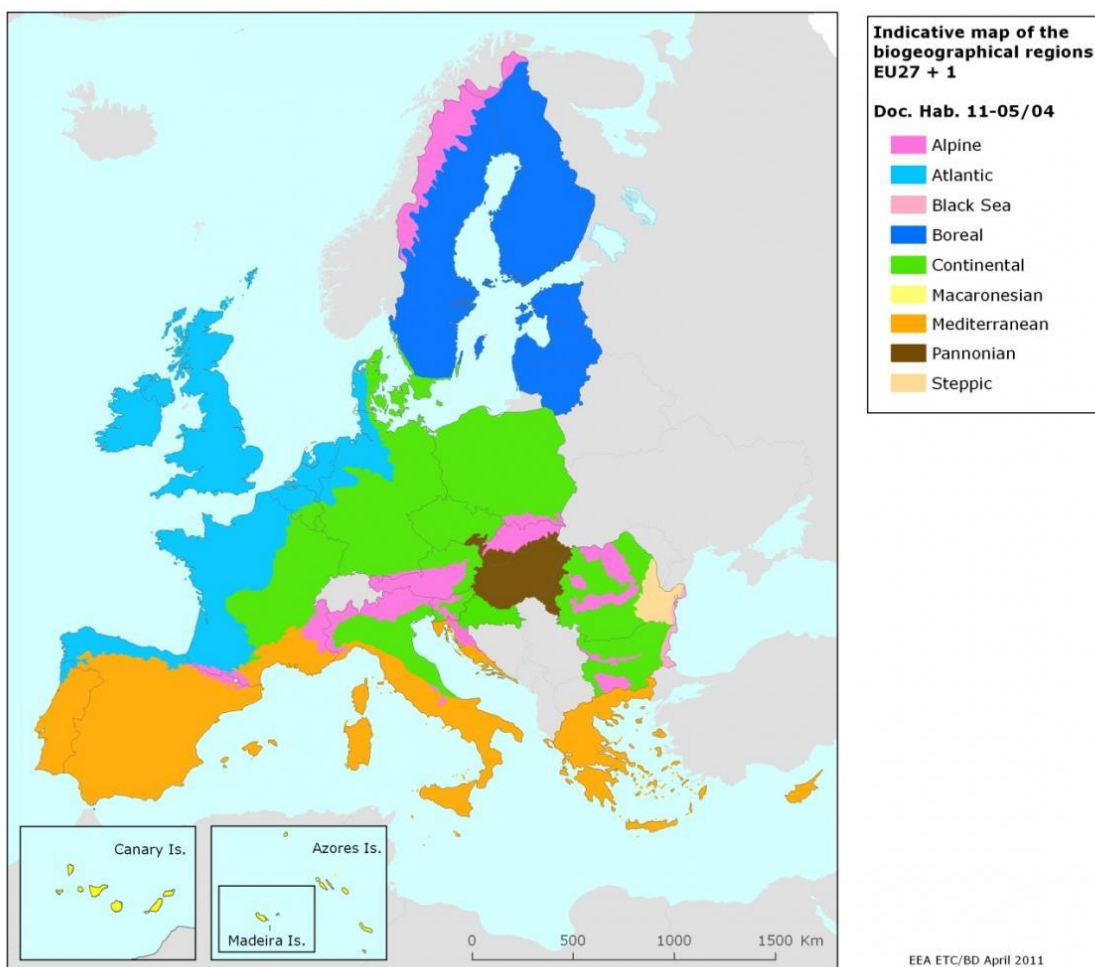 Indicative map of the
biogeographical regions
EU27 + 1
Doc. Hab. 11-05/04
Alpine
Atlantic
Black Sea
Boreal
Continental
Macaronesian
Mediterranean
Pannonian
Steppic
Canary Is.
Azores Is.
Madeira Is.
0 500 1000 1500 Km
EEA ETC/BD April 2011